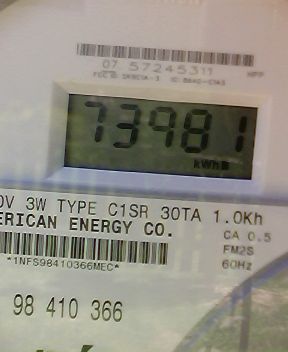 07 57245311
HPP
73981
kWh
0V 3W TYPE C1SR 30TA 1.0Kh
ERICAN ENERGY CO.
CA 0.5
FM2S
60Hz
*1NFS98410366MEC*
98 410 366